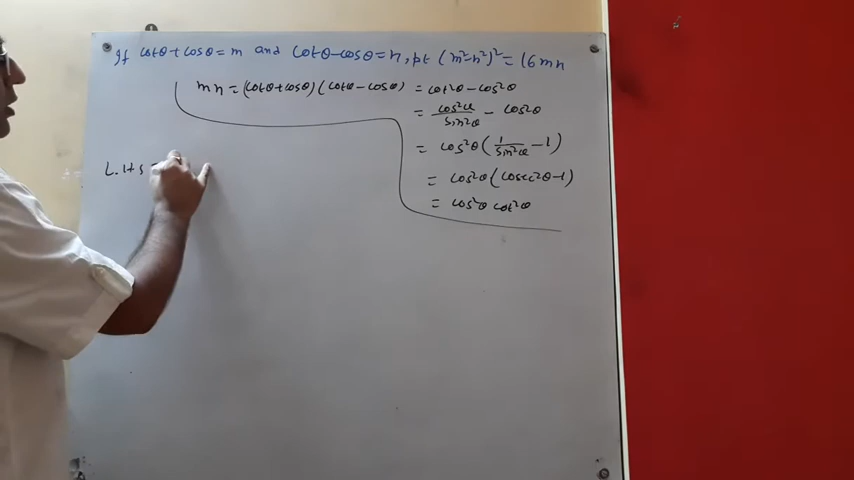 If cotθ + cosθ = m and cotθ - cosθ = n, pt (m²-n²)² = 16mn
mn = (cotθ + cosθ)(cotθ - cosθ) = cot²θ - cos²θ
= cos²θ/sin²θ - cos²θ
= cos²θ(1/sin²θ - 1)
= cos²θ(cosec²θ-1)
= cos²θ cot²θ
L.H.S